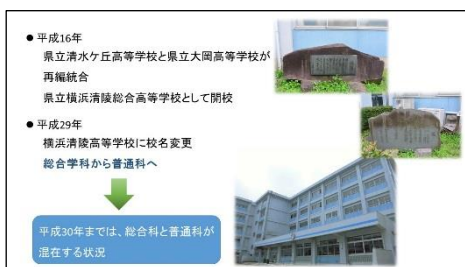 ● 平成16年
県立清水ケ丘高等学校と県立大岡高等学校が
再編統合
県立横浜清陵総合高等学校として開校
● 平成29年
横浜清陵高等学校に校名変更
総合学科から普通科へ
平成30年までは、総合科と普通科が
混在する状況